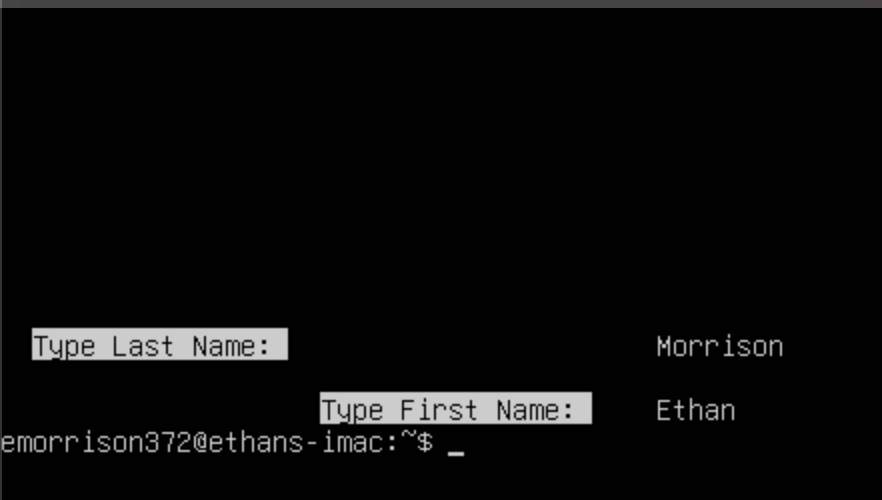 Type Last Name: Morrison
Type First Name: Ethan
emorrison372@ethans-imac:~$ _